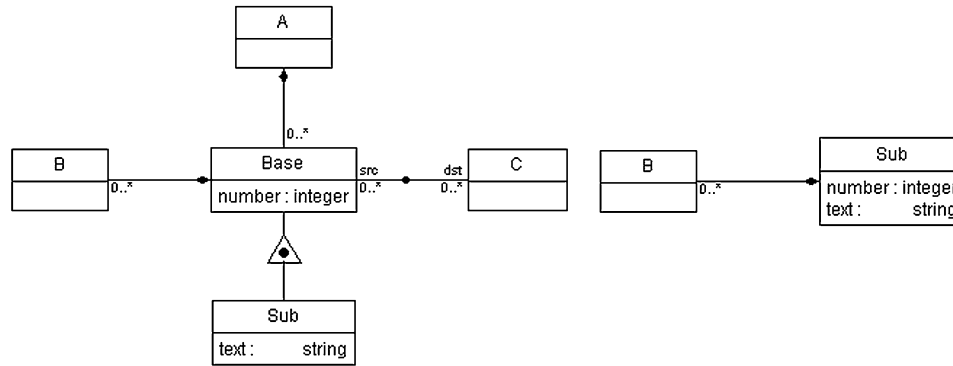 A
0..*
B
0..*
Base
number : integer
src
0..*
dst
0..*
C
Sub
text : string
B
0..*
Sub
number : integer
text : string